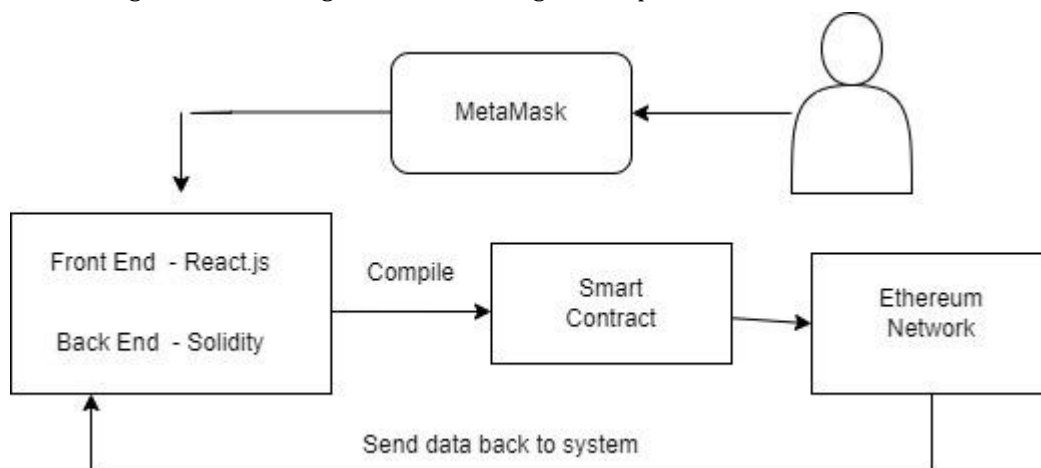 MetaMask
Front End - React.js
Back End - Solidity
Compile
Smart
Contract
Ethereum
Network
Send data back to system